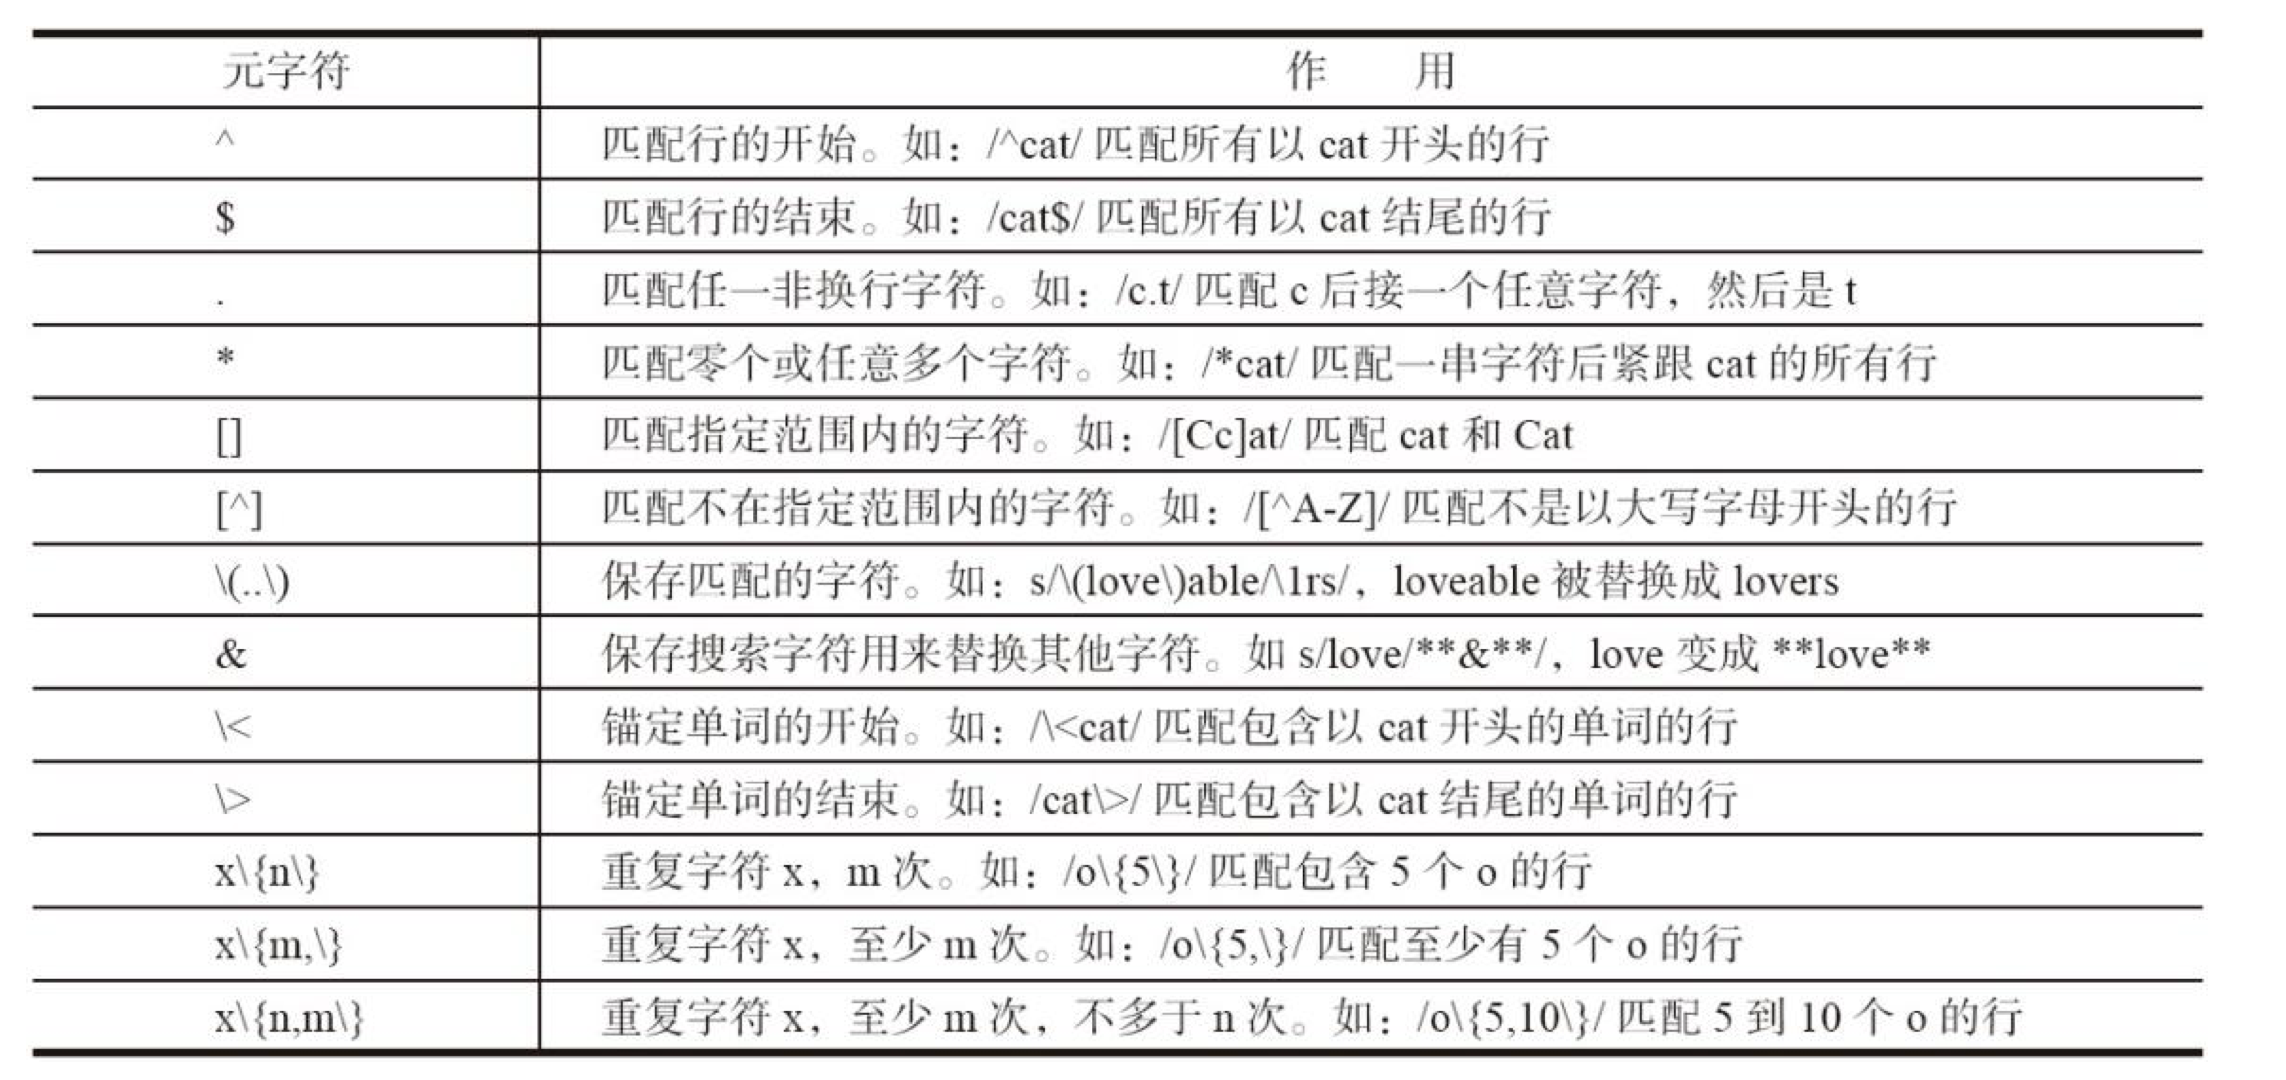 元字符 作 用
^ 匹配行的开始。如：/^cat/ 匹配所有以 cat 开头的行
$ 匹配行的结束。如：/cat$/ 匹配所有以 cat 结尾的行
. 匹配任一非换行字符。如：/c.t/ 匹配 c 后接一个任意字符，然后是 t
* 匹配零个或任意多个字符。如：/*cat/ 匹配一串字符后紧跟 cat 的所有行
[] 匹配指定范围内的字符。如：/[Cc]at/ 匹配 cat 和 Cat
[^] 匹配不在指定范围内的字符。如：/[^A-Z]/ 匹配不是以大写字母开头的行
\(..\) 保存匹配的字符。如：s/\(love\)able/\1rs/，loveable 被替换成 lovers
& 保存搜索字符用来替换其他字符。如 s/love/**&**/，love 变成 **love**
\< 锚定单词的开始。如：/\<cat/ 匹配包含以 cat 开头的单词的行
\> 锚定单词的结束。如：/cat\>/ 匹配包含以 cat 结尾的单词的行
x\{n\} 重复字符 x，m 次。如：/o\{5\}/ 匹配包含 5 个 o 的行
x\{m,\} 重复字符 x，至少 m 次。如：/o\{5,\}/ 匹配至少有 5 个 o 的行
x\{n,m\} 重复字符 x，至少 m 次，不多于 n 次。如：/o\{5,10\}/ 匹配 5 到 10 个 o 的行